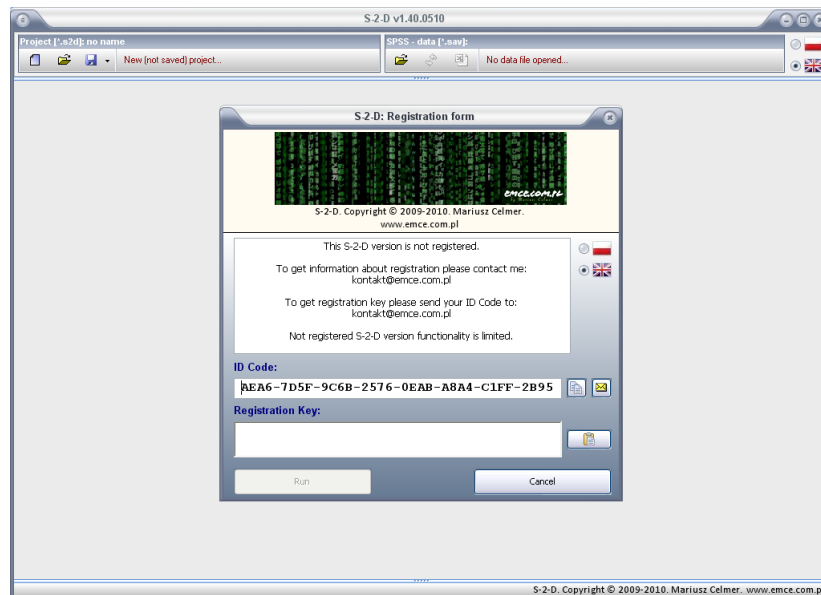 S-2-D v1.40.0510
Project [*.s2d]: no name
SPSS - data [*.sav]:
New (not saved) project...
No data file opened...
S-2-D: Registration form
emce.com.pl
by Mariusz Celmer
S-2-D. Copyright © 2009-2010. Mariusz Celmer.
www.emce.com.pl
This S-2-D version is not registered.
To get information about registration please contact me:
kontakt@emce.com.pl
To get registration key please send your ID Code to:
kontakt@emce.com.pl
Not registered S-2-D version functionality is limited.
ID Code:
AEA6-7D5F-9C6B-2576-0EAB-A8A4-C1FF-2B95
Registration Key:
Run
Cancel
S-2-D. Copyright © 2009-2010. Mariusz Celmer. www.emce.com.p